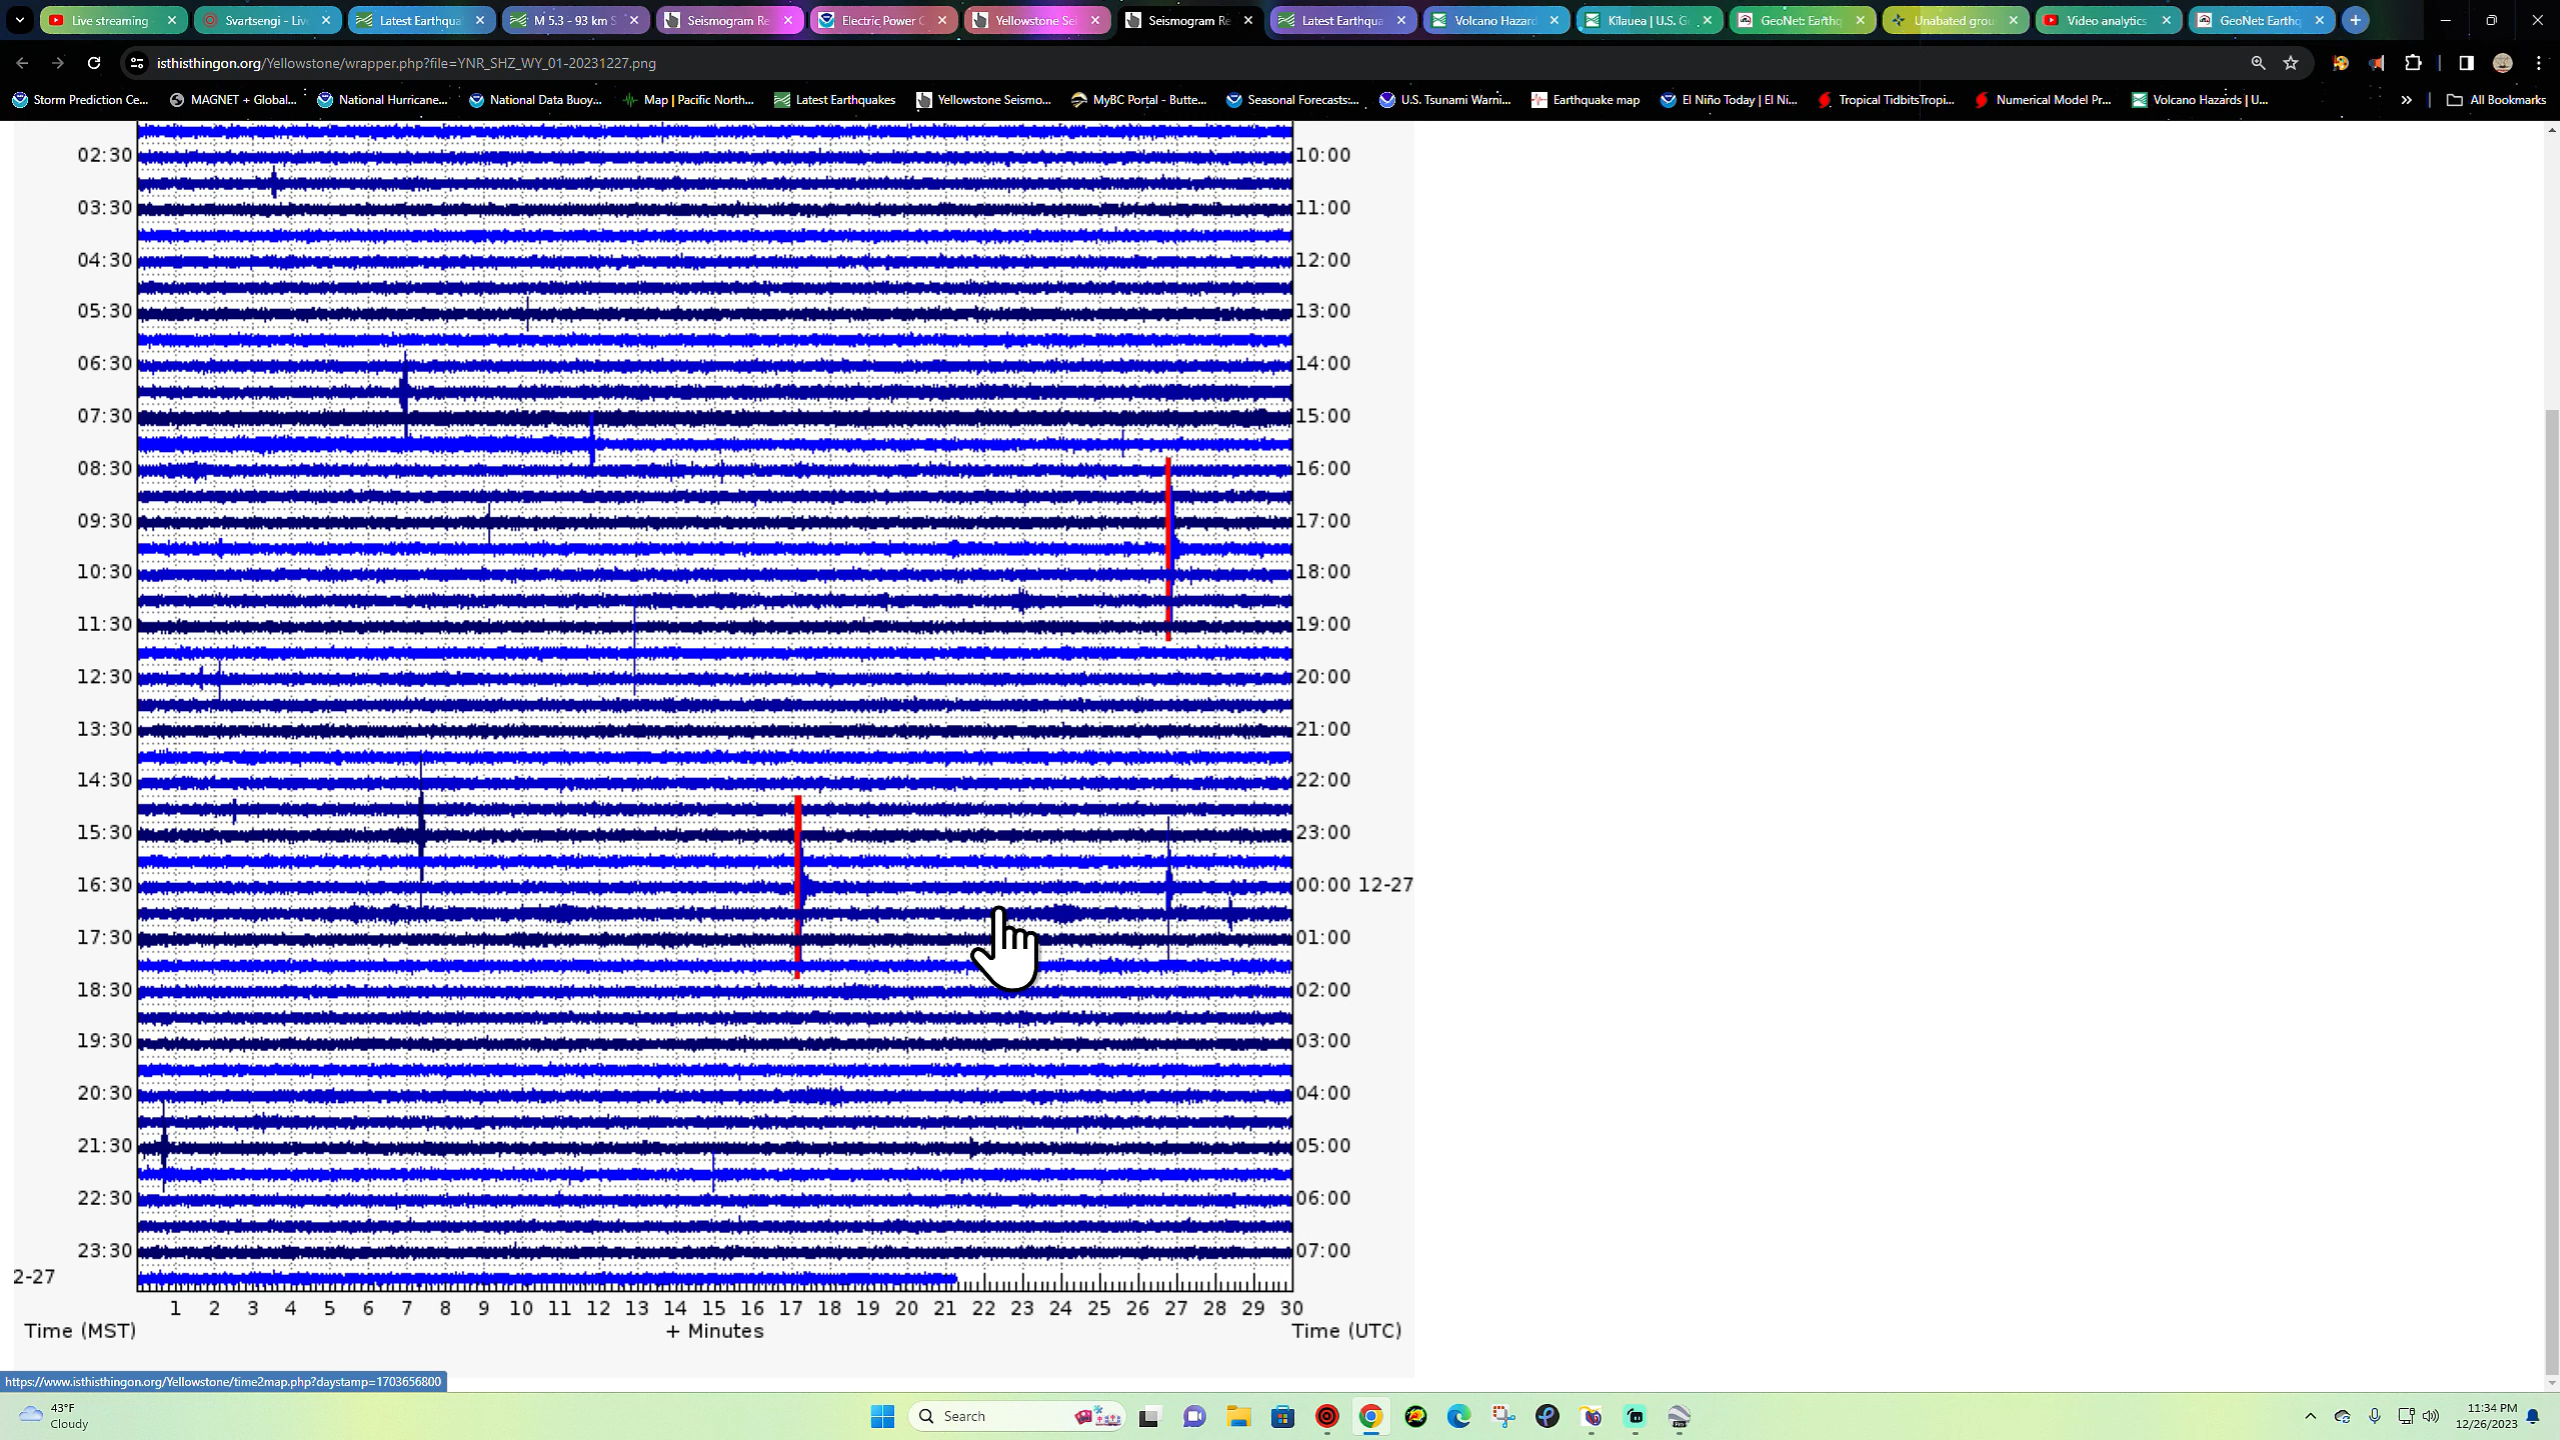 Live streaming
Svartsengi - Liv
Latest Earthqua
M 5.3 - 93 km S
Seismogram Re
Electric Power C
Yellowstone Sei
Seismogram Re
Latest Earthqua
Volcano Hazard
Kīlauea | U.S. G
GeoNet: Earthq
Unabated grou
Video analytics
GeoNet: Earthq
isthisthingon.org/Yellowstone/wrapper.php?file=YNR_SHZ_WY_01-20231227.png
Storm Prediction Ce...
MAGNET + Global...
National Hurricane...
National Data Buoy...
Map | Pacific North...
Latest Earthquakes
Yellowstone Seismo...
MyBC Portal - Butte...
Seasonal Forecasts:...
U.S. Tsunami Warni...
Earthquake map
El Niño Today | El Ni...
Tropical TidbitsTropi...
Numerical Model Pr...
Volcano Hazards | U...
All Bookmarks
02:30 10:00
03:30 11:00
04:30 12:00
05:30 13:00
06:30 14:00
07:30 15:00
08:30 16:00
09:30 17:00
10:30 18:00
11:30 19:00
12:30 20:00
13:30 21:00
14:30 22:00
15:30 23:00
16:30 00:00 12-27
17:30 01:00
18:30 02:00
19:30 03:00
20:30 04:00
21:30 05:00
22:30 06:00
23:30 07:00
2-27
1 2 3 4 5 6 7 8 9 10 11 12 13 14 15 16 17 18 19 20 21 22 23 24 25 26 27 28 29 30
Time (MST) + Minutes Time (UTC)
https://www.isthisthingon.org/Yellowstone/time2map.php?daystamp=1703656800
43°F
Cloudy
Search
11:34 PM
12/26/2023